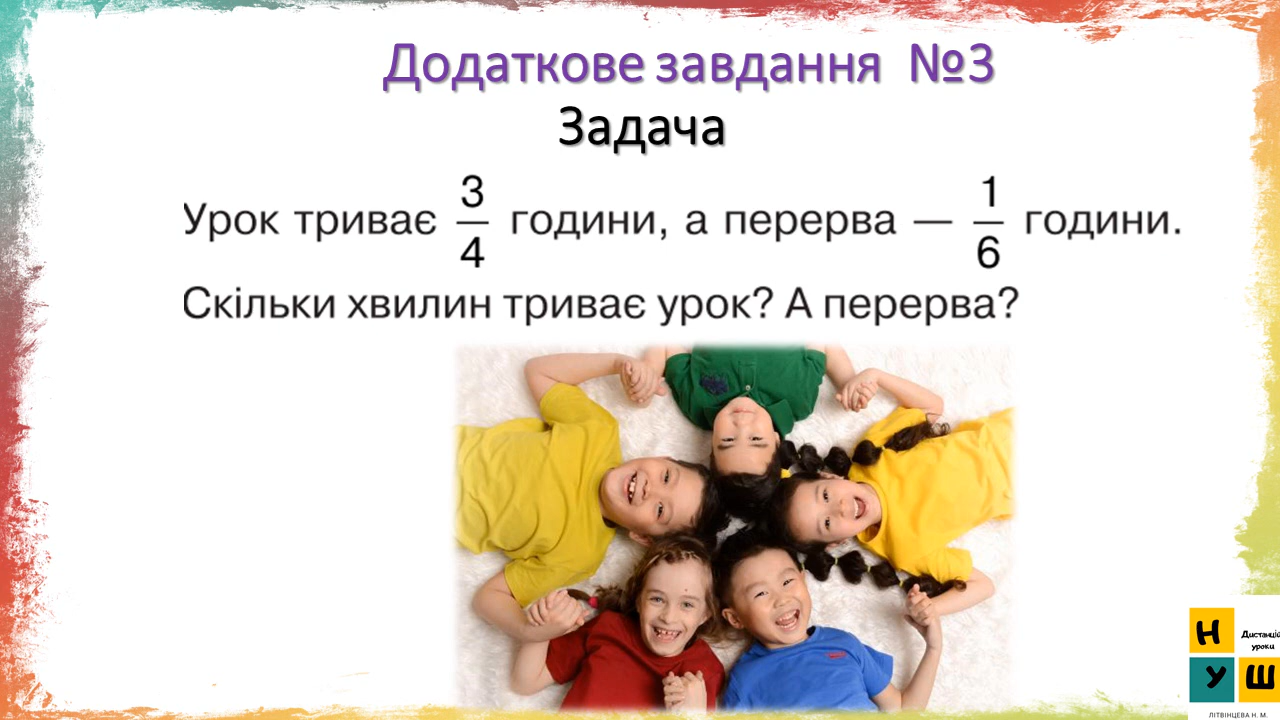 Додаткове завдання №3
Задача
Урок триває 3/4 години, а перерва — 1/6 години.
Скільки хвилин триває урок? А перерва?
Н
Дистанцій
уроки
У Ш
ЛІТВІНЦЕВА Н. М.